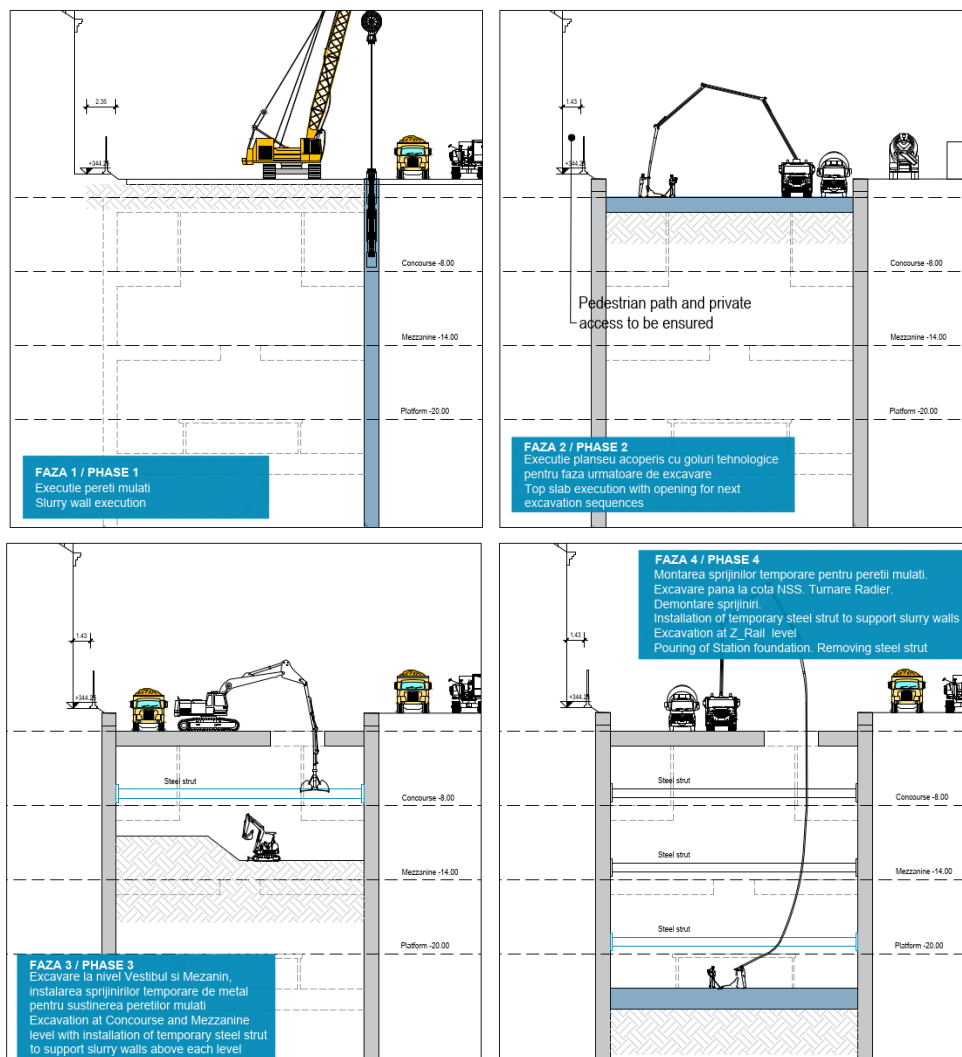 2.35
+344.25
Concourse -8.00
Mezzanine -14.00
Platform -20.00
FAZA 1 / PHASE 1
Executie pereti mulati
Slurry wall execution
1.43
+344.25
Concourse -8.00
Pedestrian path and private
access to be ensured
Mezzanine -14.00
Platform -20.00
FAZA 2 / PHASE 2
Executie planseu acoperis cu goluri tehnologice
pentru faza urmatoare de excavare
Top slab execution with opening for next
excavation sequences
1.43
+344.25
Steel strut
Concourse -8.00
Mezzanine -14.00
Platform -20.00
FAZA 3 / PHASE 3
Excavare la nivel Vestibul si Mezanin,
instalarea sprijinirilor temporare de metal
pentru sustinerea peretilor mulati
Excavation at Concourse and Mezzanine
level with installation of temporary steel strut
to support slurry walls above each level
FAZA 4 / PHASE 4
Montarea sprijinilor temporare pentru peretii mulati.
Excavare pana la cota NSS. Turnare Radier.
Demontare sprijiniri.
Installation of temporary steel strut to support slurry walls
Excavation at Z_Rail level
Pouring of Station foundation. Removing steel strut
1.43
+344.25
Steel strut
Concourse -8.00
Steel strut
Mezzanine -14.00
Steel strut
Platform -20.00